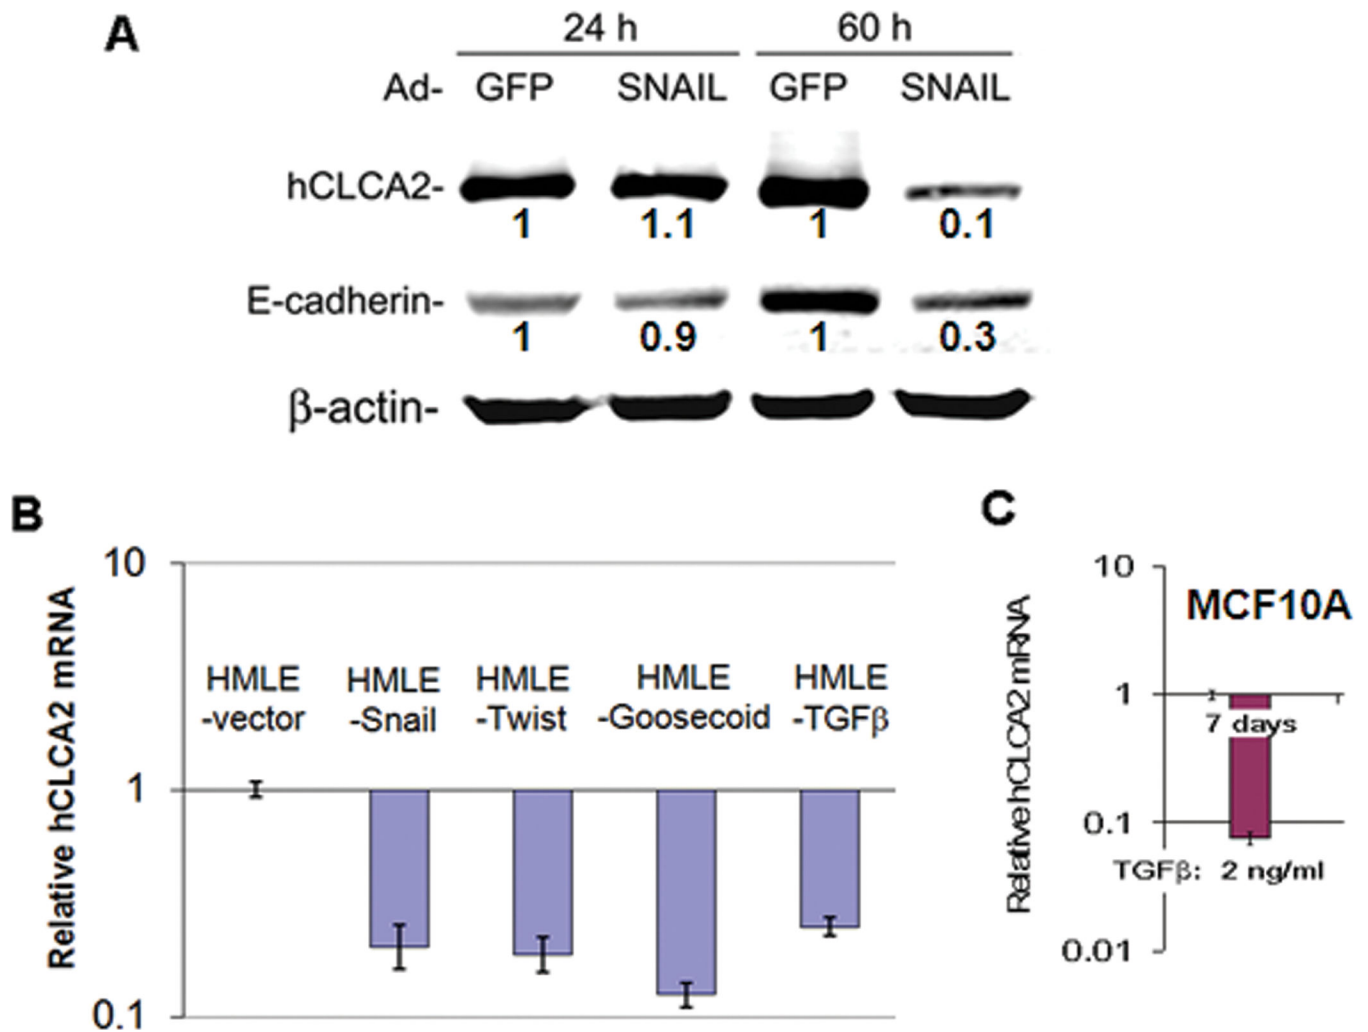 A
24 h 60 h
Ad- GFP SNAIL GFP SNAIL
hCLCA2-
1 1.1 1 0.1
E-cadherin-
1 0.9 1 0.3
β-actin-
B
Relative hCLCA2 mRNA
10
1
0.1
HMLE HMLE HMLE HMLE HMLE
-vector -Snail -Twist -Goosecoid -TGFβ
C
Relative hCLCA2 mRNA
10
MCF10A
1
7 days
0.1
TGFβ: 2 ng/ml
0.01